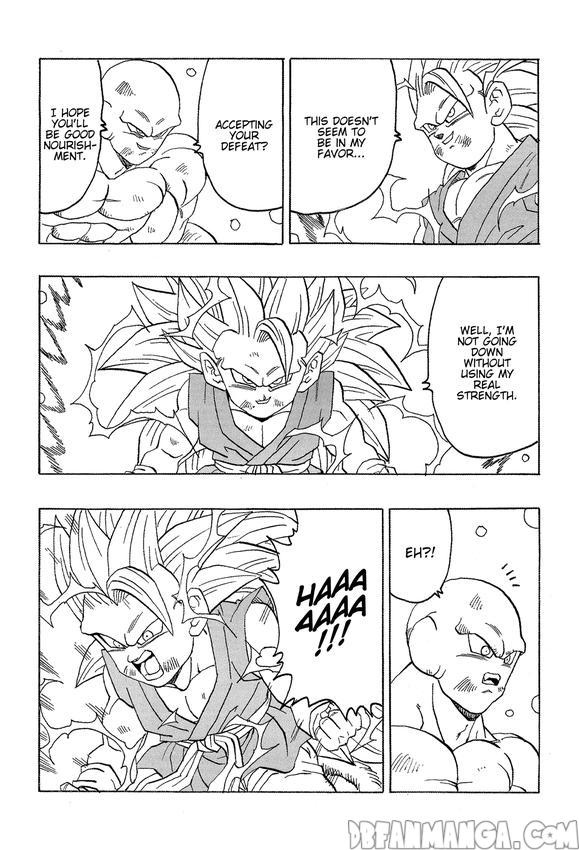 THIS DOESN'T
SEEM TO
BE IN MY
FAVOR...
ACCEPTING
YOUR
DEFEAT?
I HOPE
YOU'LL
BE GOOD
NOURISH-
MENT.
WELL, I'M
NOT GOING
DOWN
WITHOUT
USING MY
REAL
STRENGTH.
EH?!
HAAA
AAAA
!!!
DBFANMANGA.COM